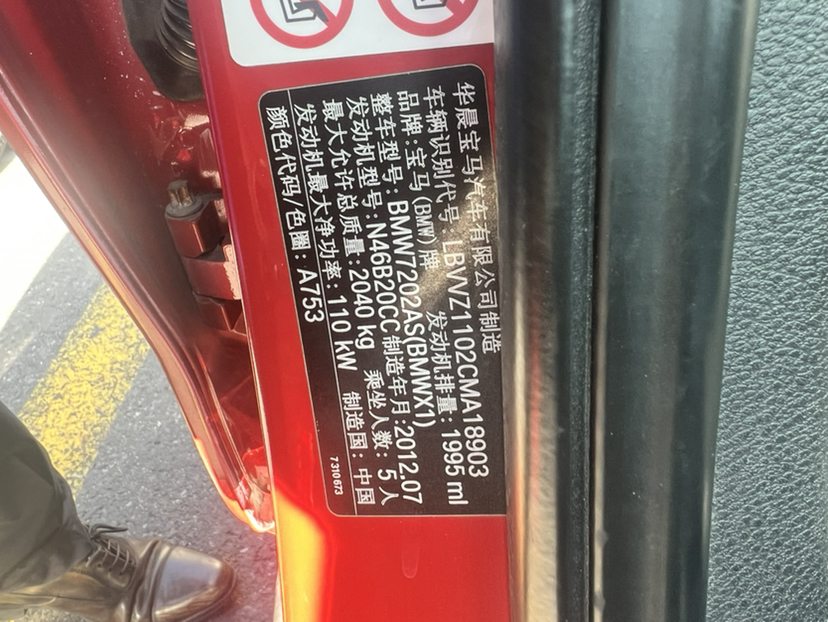 华晨宝马汽车有限公司制造
车辆识别代号 LBVVZ1102CMA18903
品牌:宝马(BMW)牌 发动机排量: 1995 ml
整车型号: BMW7202AS(BMWX1)
发动机型号: N46B20CC 制造年月:2012.07
最大允许总质量: 2040 kg 乘坐人数: 5 人
发动机最大净功率: 110 kW 制造国: 中国
颜色代码/色圈: A753
7 310 673